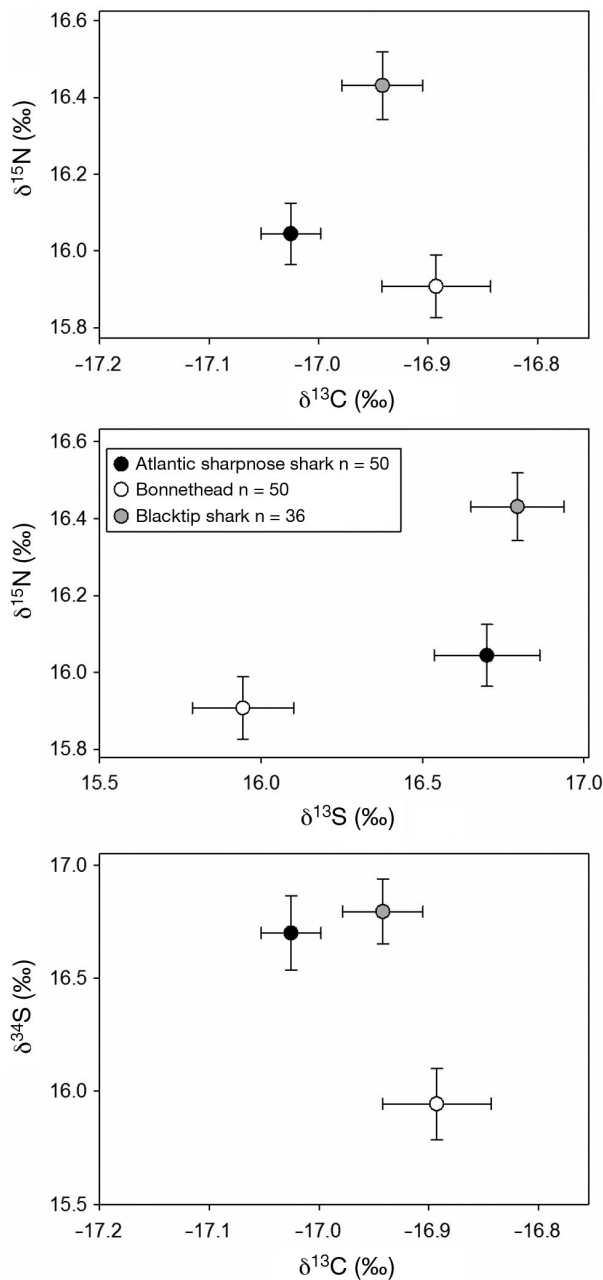 16.6
16.4
16.2
16.0
15.8
δ15N (‰)
−17.2 −17.1 −17.0 −16.9 −16.8
δ13C (‰)
16.6
16.4
16.2
16.0
15.8
δ15N (‰)
Atlantic sharpnose shark n = 50
Bonnethead n = 50
Blacktip shark n = 36
15.5 16.0 16.5 17.0
δ13S (‰)
17.0
16.5
16.0
15.5
δ34S (‰)
−17.2 −17.1 −17.0 −16.9 −16.8
δ13C (‰)